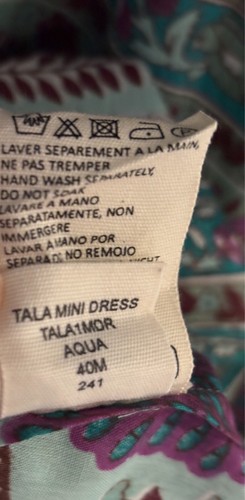 LAVER SEPAREMENT A LA MAIN,
NE PAS TREMPER
HAND WASH SEPARATELY,
DO NOT SOAK
LAVARE A MANO
SEPARATAMENTE, NON
IMMERGERE
LAVAR A MANO POR
SEPARAD NO REMOJO
TALA MINI DRESS
TALA1MOR
AQUA
40M
241